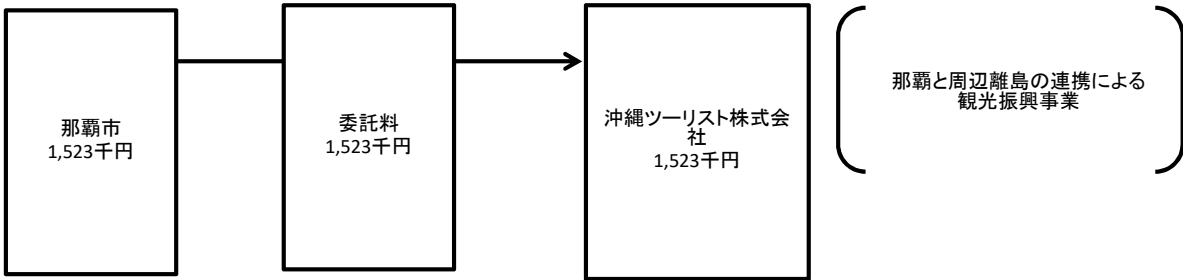 那覇市
1,523千円
委託料
1,523千円
沖縄ツーリスト株式会
社
1,523千円
那覇と周辺離島の連携による
観光振興事業